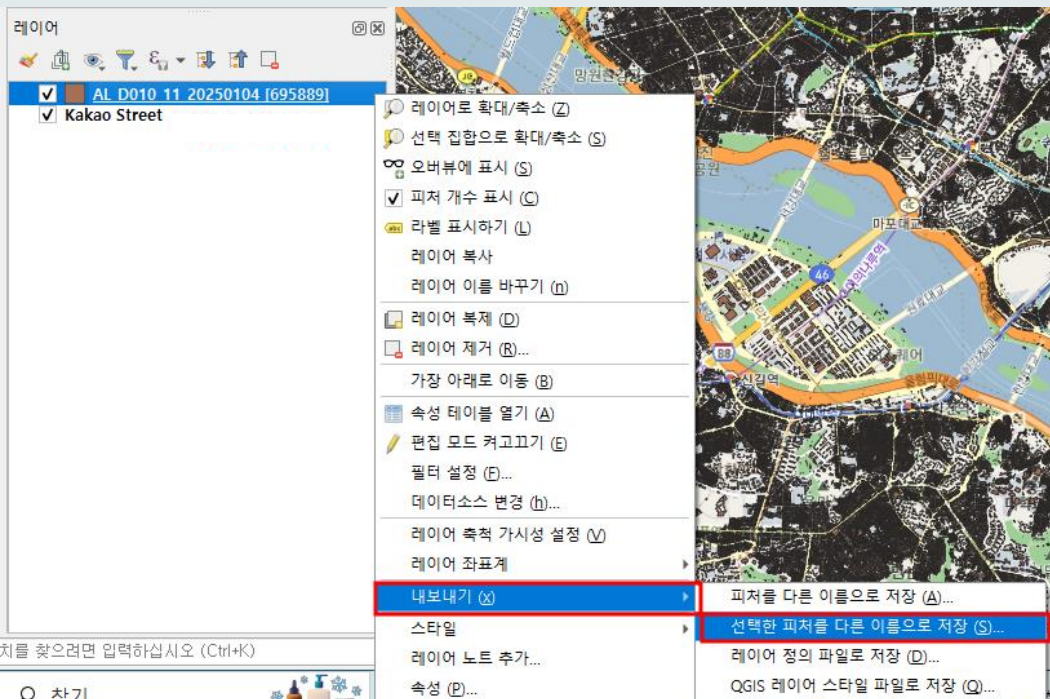 레이어
AL_D010_11_20250104 [695889]
Kakao Street
레이어로 확대/축소 (Z)
선택 집합으로 확대/축소 (S)
오버뷰에 표시 (S)
피처 개수 표시 (C)
라벨 표시하기 (L)
레이어 복사
레이어 이름 바꾸기 (n)
레이어 복제 (D)
레이어 제거 (R)...
가장 아래로 이동 (B)
속성 테이블 열기 (A)
편집 모드 켜고끄기 (E)
필터 설정 (F)...
데이터소스 변경 (h)...
레이어 축척 가시성 설정 (V)
레이어 좌표계
내보내기 (x)
스타일
레이어 노트 추가...
속성 (P)...
피처를 다른 이름으로 저장 (A)...
선택한 피처를 다른 이름으로 저장 (S)...
레이어 정의 파일로 저장 (D)...
QGIS 레이어 스타일 파일로 저장 (Q)...
치를 찾으려면 입력하십시오 (Ctrl+K)
찾기
공원
마포대교
46
여의나루역
88
신길역